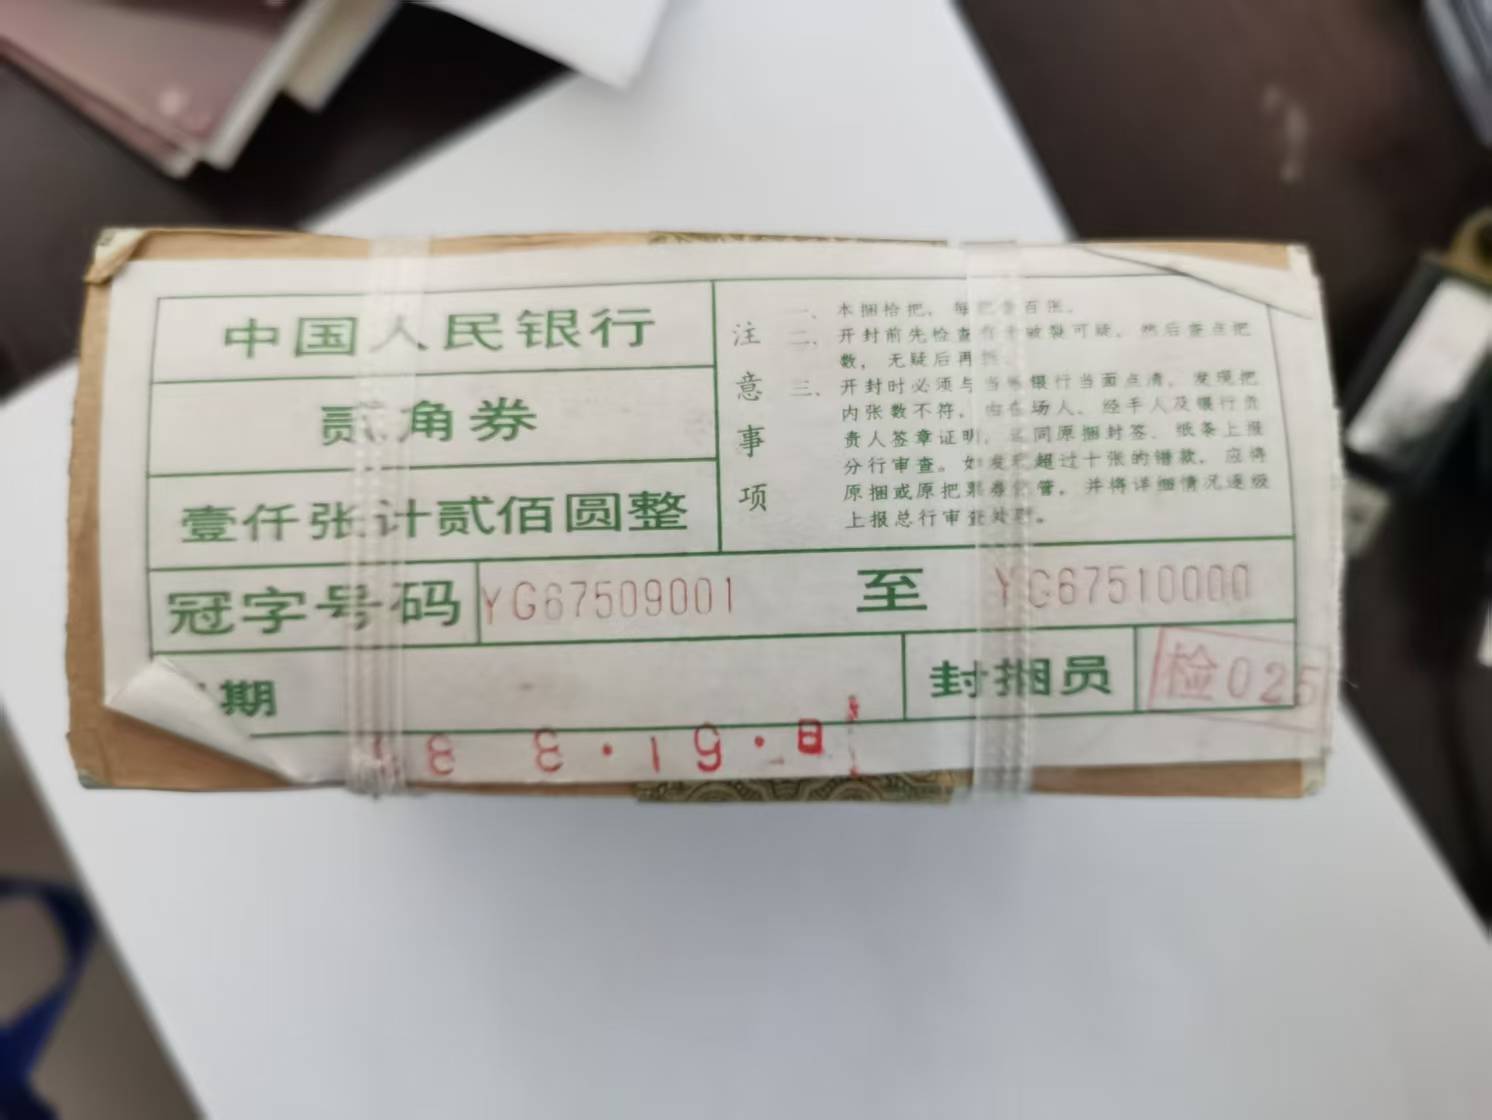 中国人民银行
贰角券
壹仟张计贰佰圆整
注意事项
一、本捆拾把，每把壹百张。
二、开封前先检查有无破裂可疑，然后查点把
数，无疑后再拆。
三、开封时必须与当地银行当面点清，发现把
内张数不符，由在场人、经手人及银行负
责人签章证明，连同原捆封签、纸条上报
分行审查。如发现超过十张的错款，应将
原捆或原把票券保管，并将详细情况逐级
上报总行审查处理。
冠字号码 YG67509001 至 YG67510000
期
封捆员 检025